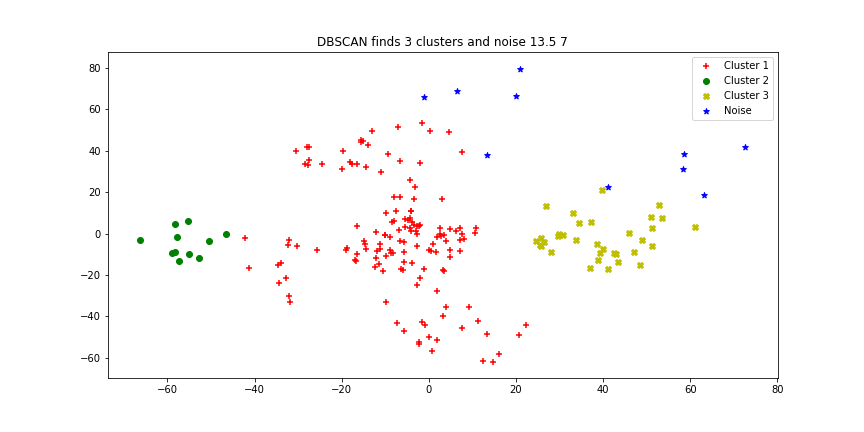 DBSCAN finds 3 clusters and noise 13.5 7
Cluster 1
Cluster 2
Cluster 3
Noise
80
60
40
20
0
−20
−40
−60
−60 −40 −20 0 20 40 60 80